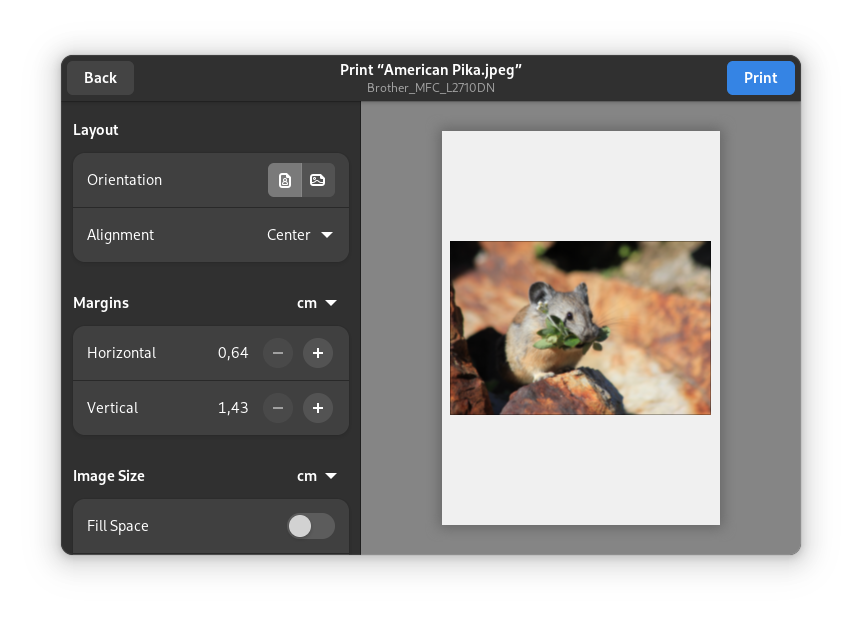 Back
Print “American Pika.jpeg”
Brother_MFC_L2710DN
Print
Layout
Orientation
Alignment Center
Margins cm
Horizontal 0,64 − +
Vertical 1,43 − +
Image Size cm
Fill Space